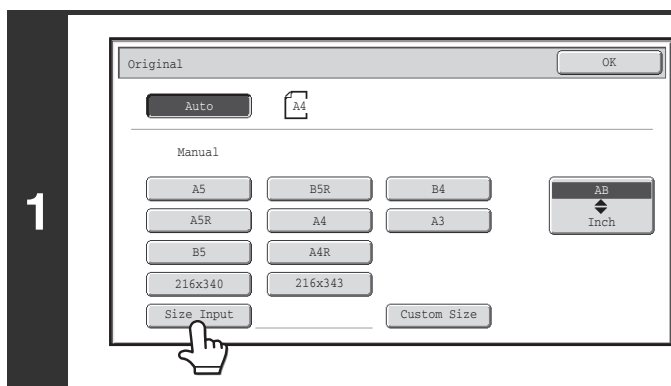 1
Original OK
Auto A4
Manual
A5 B5R B4 AB
A5R A4 A3 Inch
B5 A4R
216x340 216x343
Size Input Custom Size